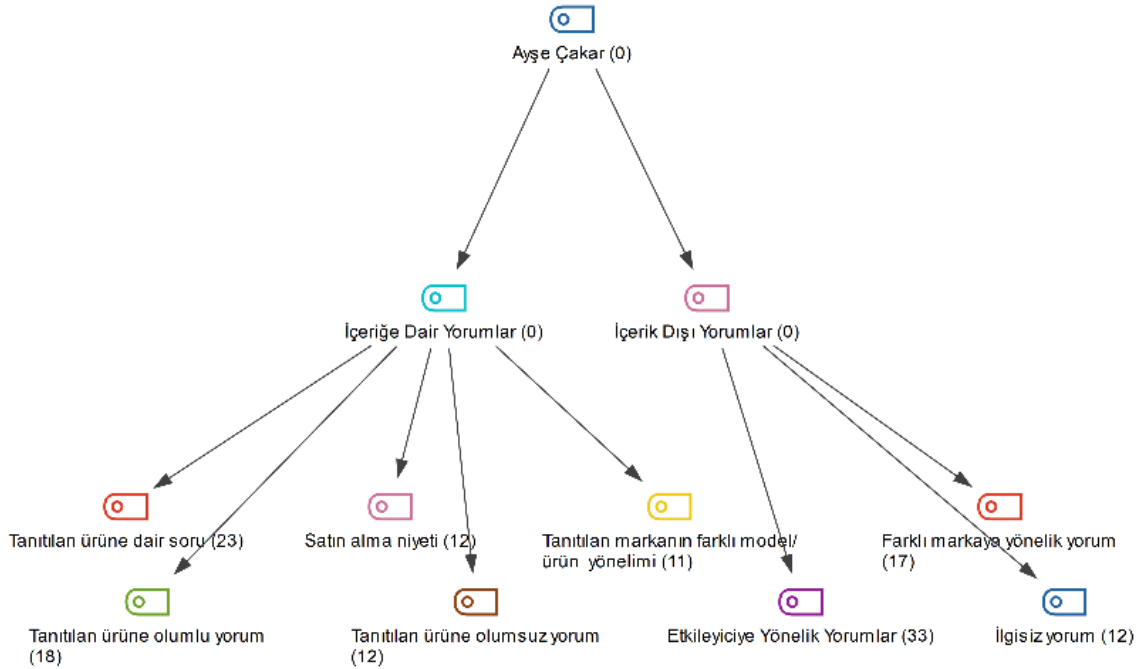 Ayşe Çakar (0)
İçeriğe Dair Yorumlar (0)
İçerik Dışı Yorumlar (0)
Tanıtılan ürüne dair soru (23)
Satın alma niyeti (12)
Tanıtılan markanın farklı model/
ürün yönelimi (11)
Farklı markaya yönelik yorum
(17)
Tanıtılan ürüne olumlu yorum
(18)
Tanıtılan ürüne olumsuz yorum
(12)
Etkileyiciye Yönelik Yorumlar (33)
İlgisiz yorum (12)